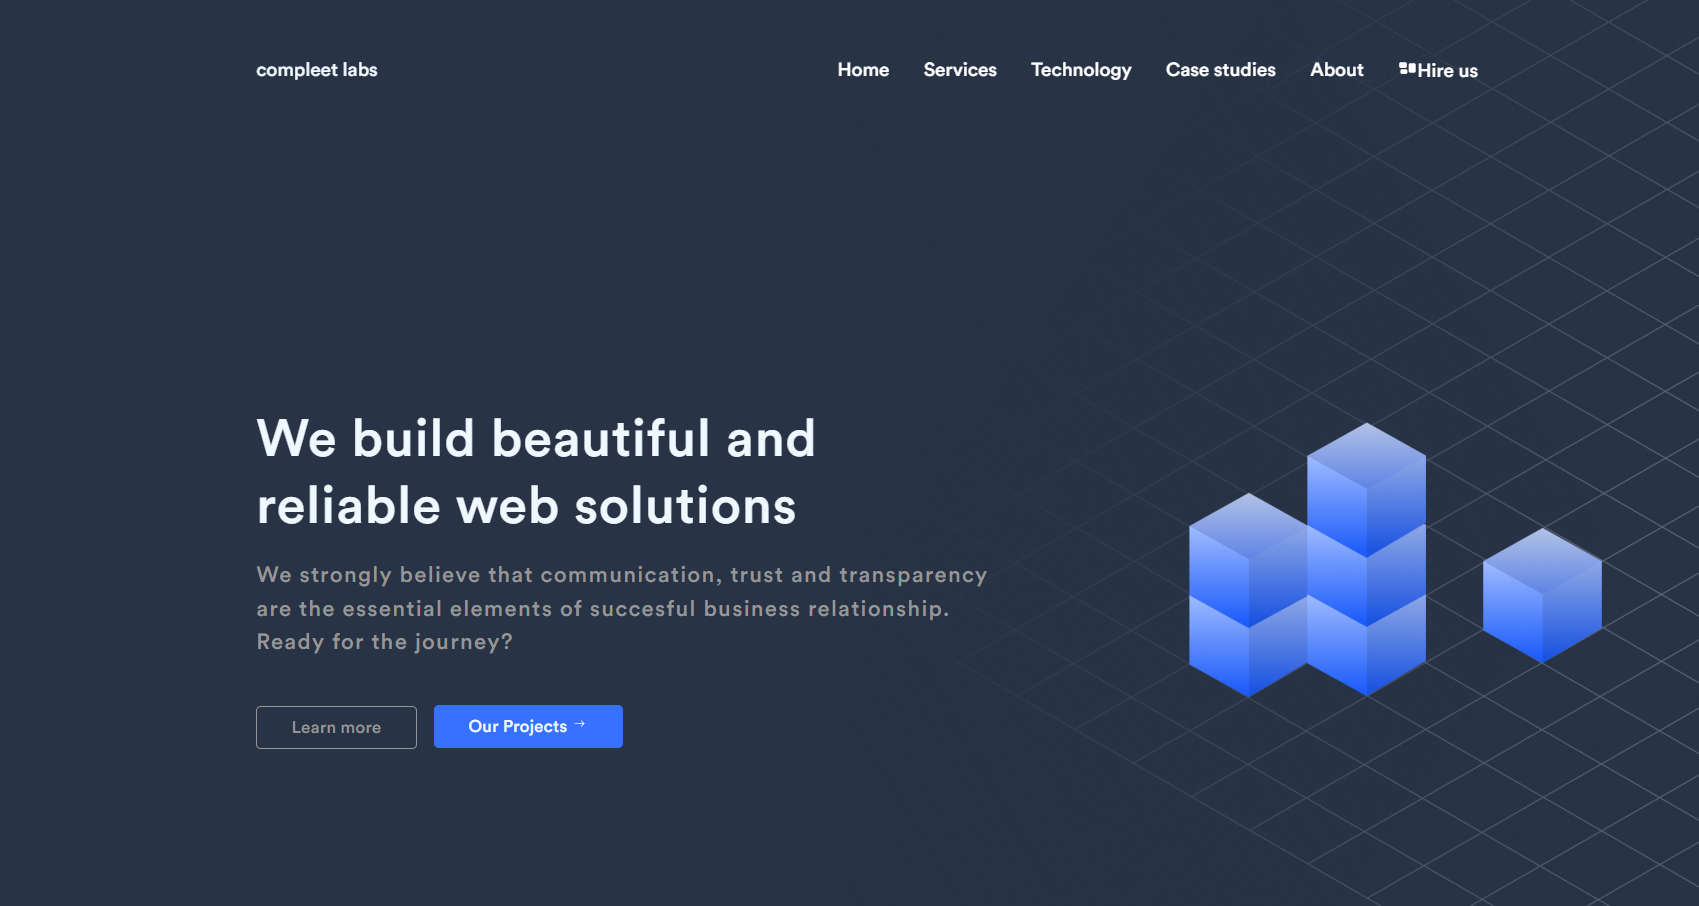 compleet labs
Home Services Technology Case studies About Hire us
We build beautiful and
reliable web solutions
We strongly believe that communication, trust and transparency
are the essential elements of succesful business relationship.
Ready for the journey?
Learn more Our Projects →